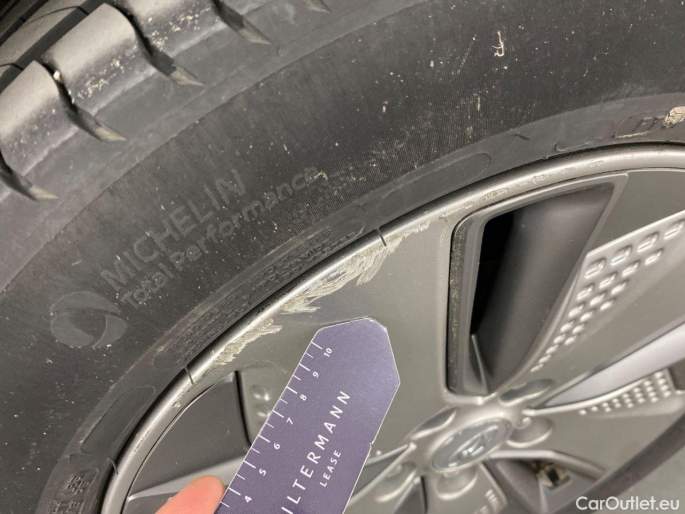 MICHELIN
Total Performance
10
9
8
7
6
5
4
ILTERMANN
LEASE
CarOutlet.eu